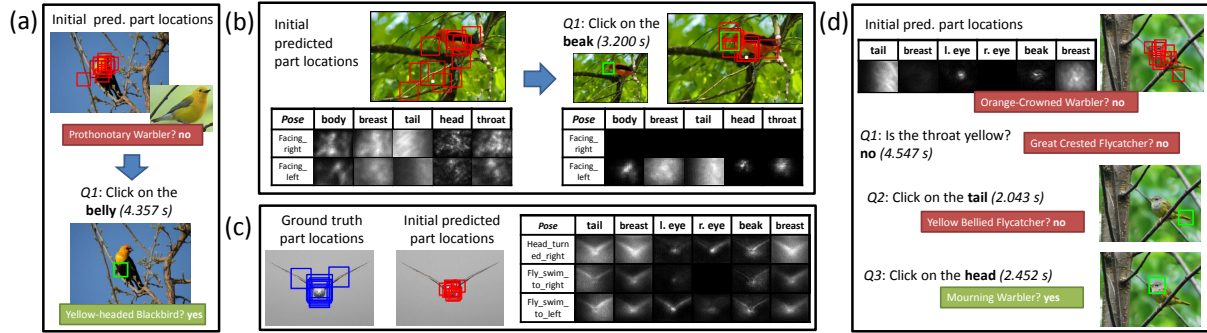 (a)
Initial pred. part locations
Prothonotary Warbler? no
Q1: Click on the
belly (4.357 s)
Yellow-headed Blackbird? yes
(b)
Initial
predicted
part locations
Q1: Click on the
beak (3.200 s)
Pose body breast tail head throat
Facing_
right
Facing_
left
Pose body breast tail head throat
Facing_
right
Facing_
left
(c)
Ground truth
part locations
Initial predicted
part locations
Pose tail breast l. eye r. eye beak breast
Head_turn
ed_right
Fly_swim_
to_right
Fly_swim_
to_left
(d)
Initial pred. part locations
tail breast l. eye r. eye beak breast
Orange-Crowned Warbler? no
Q1: Is the throat yellow?
no (4.547 s)
Great Crested Flycatcher? no
Q2: Click on the tail (2.043 s)
Yellow Bellied Flycatcher? no
Q3: Click on the head (2.452 s)
Mourning Warbler? yes